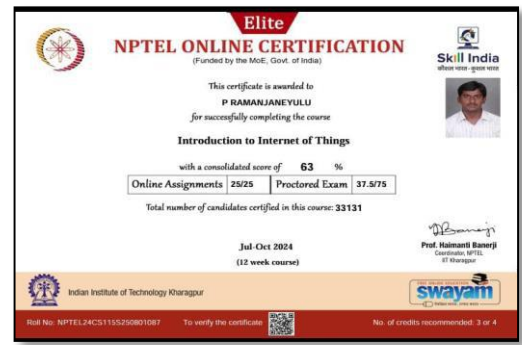 Elite
NPTEL ONLINE CERTIFICATION
(Funded by the MoE, Govt. of India)
Skill India
कौशल भारत - कुशल भारत
This certificate is awarded to
P RAMANJANEYULU
for successfully completing the course
Introduction to Internet of Things
with a consolidated score of 63 %
Online Assignments 25/25 Proctored Exam 37.5/75
Total number of candidates certified in this course: 33131
Jul-Oct 2024
(12 week course)
Prof. Haimanti Banerji
Coordinator, NPTEL
IIT Kharagpur
Indian Institute of Technology Kharagpur
swayam
Roll No: NPTEL24CS115S250801087 To verify the certificate No. of credits recommended: 3 or 4